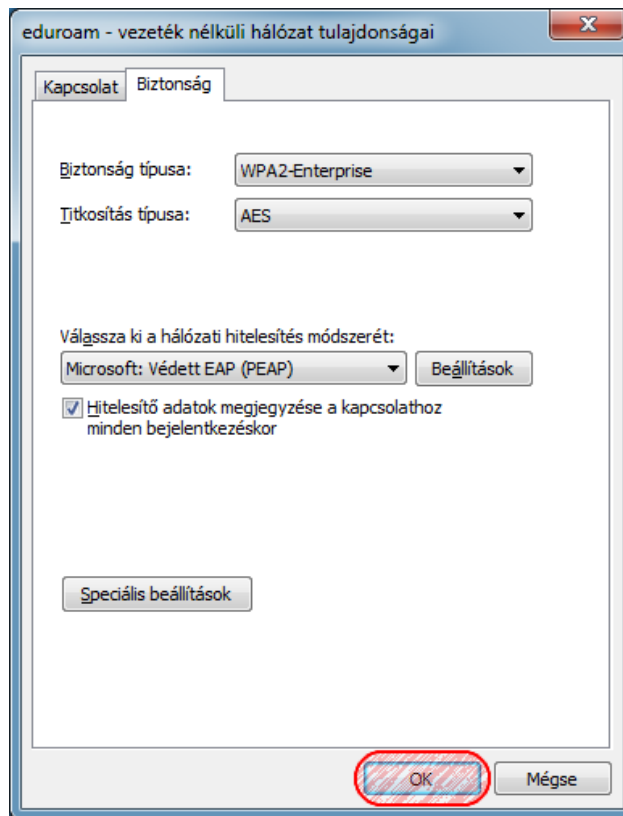 eduroam - vezeték nélküli hálózat tulajdonságai
Kapcsolat
Biztonság
Biztonság típusa:
WPA2-Enterprise
Titkosítás típusa:
AES
Válassza ki a hálózati hitelesítés módszerét:
Microsoft: Védett EAP (PEAP)
Beállítások
Hitelesítő adatok megjegyzése a kapcsolathoz
minden bejelentkezéskor
Speciális beállítások
OK
Mégse